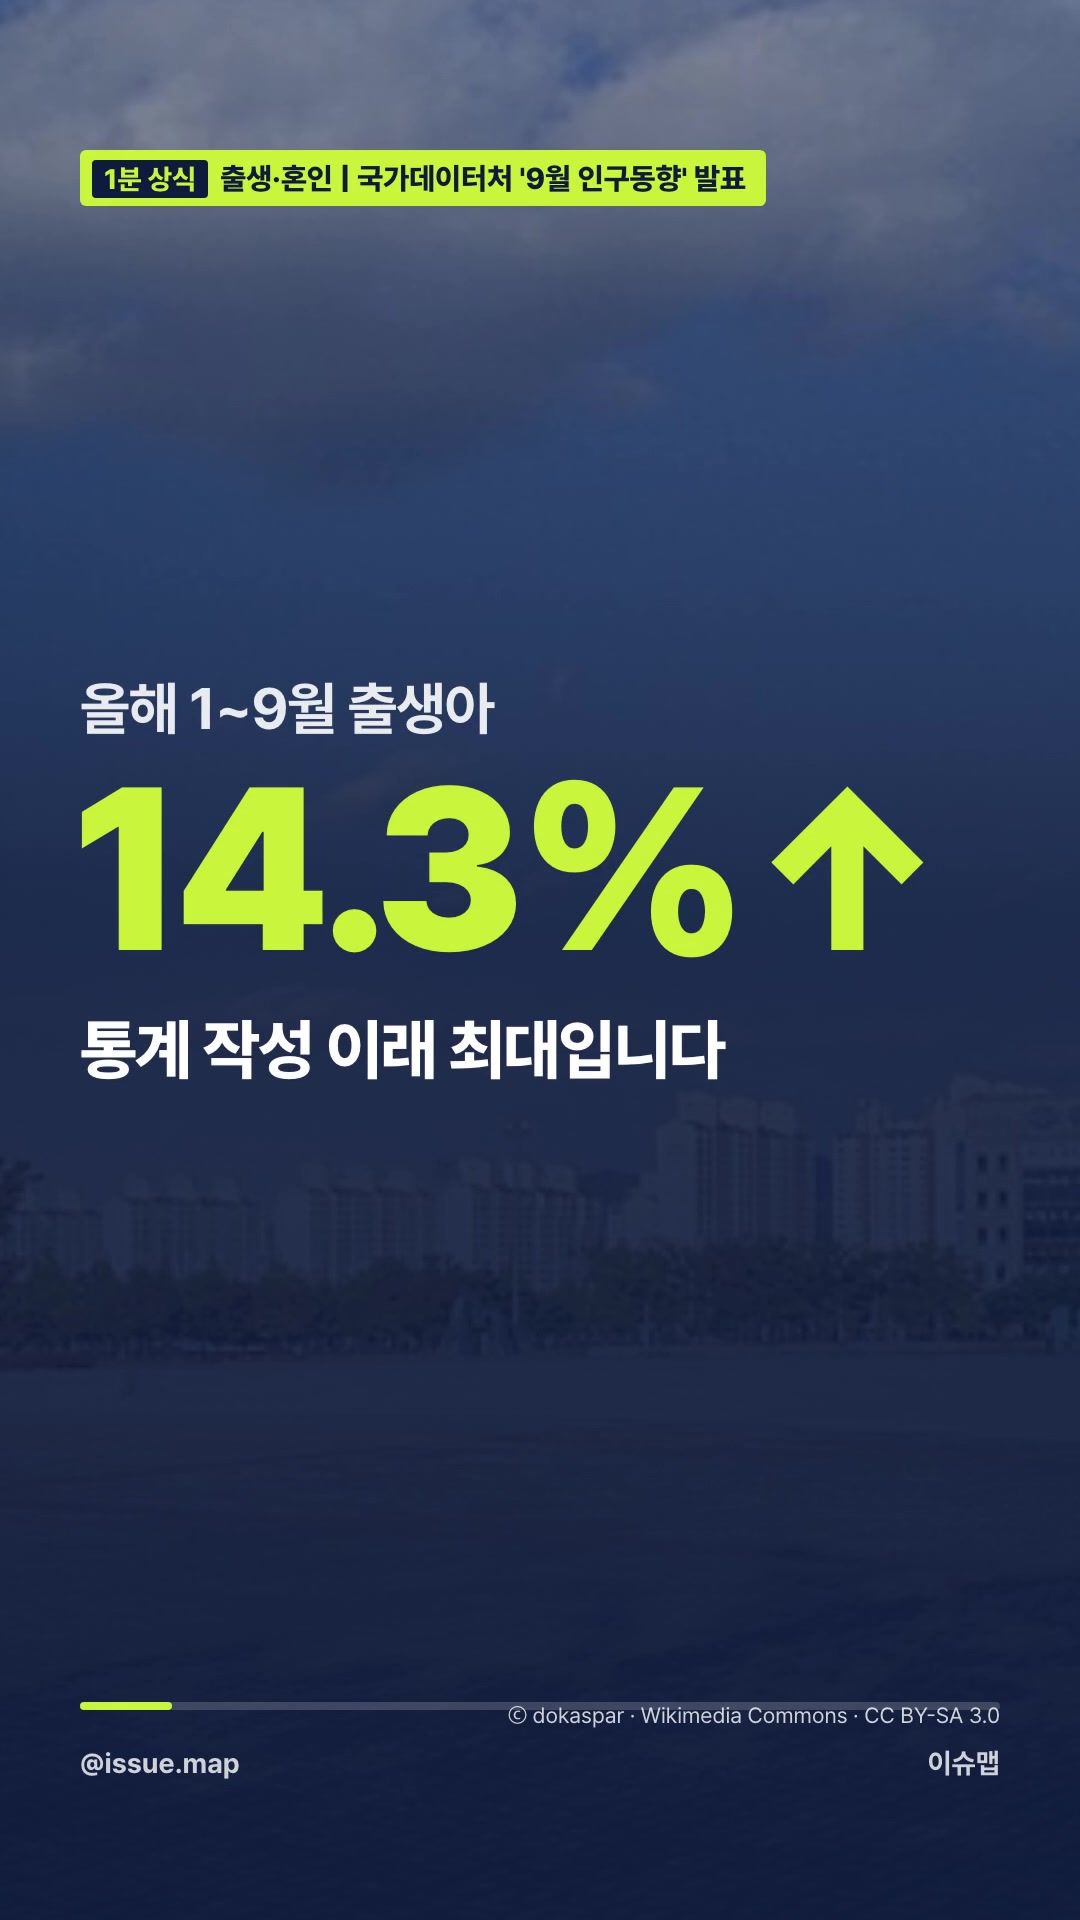 1분 상식 출생·혼인 | 국가데이터처 '9월 인구동향' 발표
올해 1~9월 출생아
14.3%↑
통계 작성 이래 최대입니다
© dokaspar · Wikimedia Commons · CC BY-SA 3.0
@issue.map 이슈맵